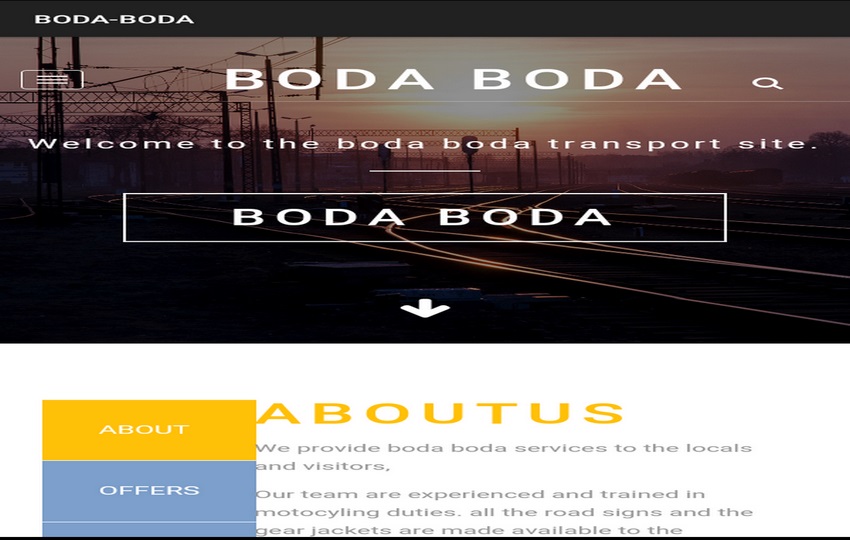 BODA-BODA
BODA BODA
Welcome to the boda boda transport site.
BODA BODA
ABOUT
OFFERS
ABOUTUS
We provide boda boda services to the locals
and visitors,
Our team are experienced and trained in
motocyling duties. all the road signs and the
gear jackets are made available to the